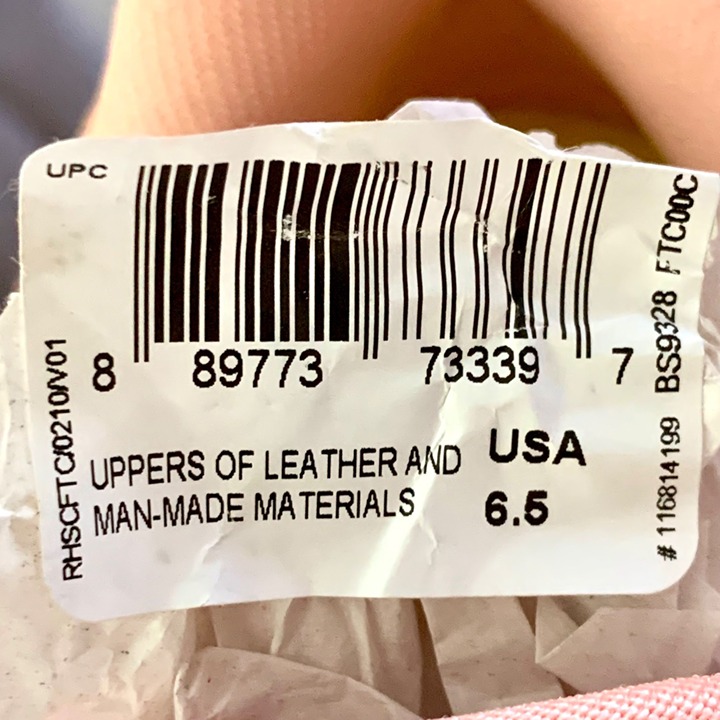 UPC
8 89773 73339 7
UPPERS OF LEATHER AND
MAN-MADE MATERIALS
USA
6.5
RHSCFTC/0210/V01
# 116814199 BS9328 FTC00C